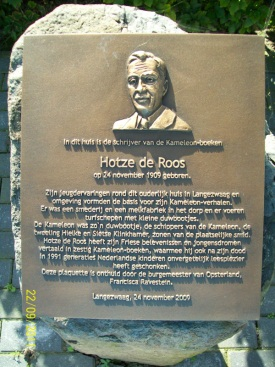 In dit huis is de schrijver van de Kameleon-boeken
Hotze de Roos
op 24 november 1909 geboren.
Zijn jeugdervaringen rond dit ouderlijk huis in Langezwaag en
omgeving vormden de basis voor zijn Kameleon-verhalen.
Er was een smederij en een melkfabriek in het dorp en er voeren
turfschepen met kleine duwbootjes.
De Kameleon was zo'n duwbootje, de schippers van de Kameleon, de
tweeling Hielke en Sietse Klinkhamer, zonen van de plaatselijke smid.
Hotze de Roos heeft zijn Friese belevenissen en jongensdromen
vertaald in zestig Kameleon-boeken, waarmee hij ook na zijn dood
in 1991 generaties Nederlandse kinderen onvergetelijk leesplezier
heeft geschonken.
Deze plaquette is onthuld door de burgemeester van Opsterland,
Francisca Ravestein.
Langezwaag, 24 november 2009
22 09